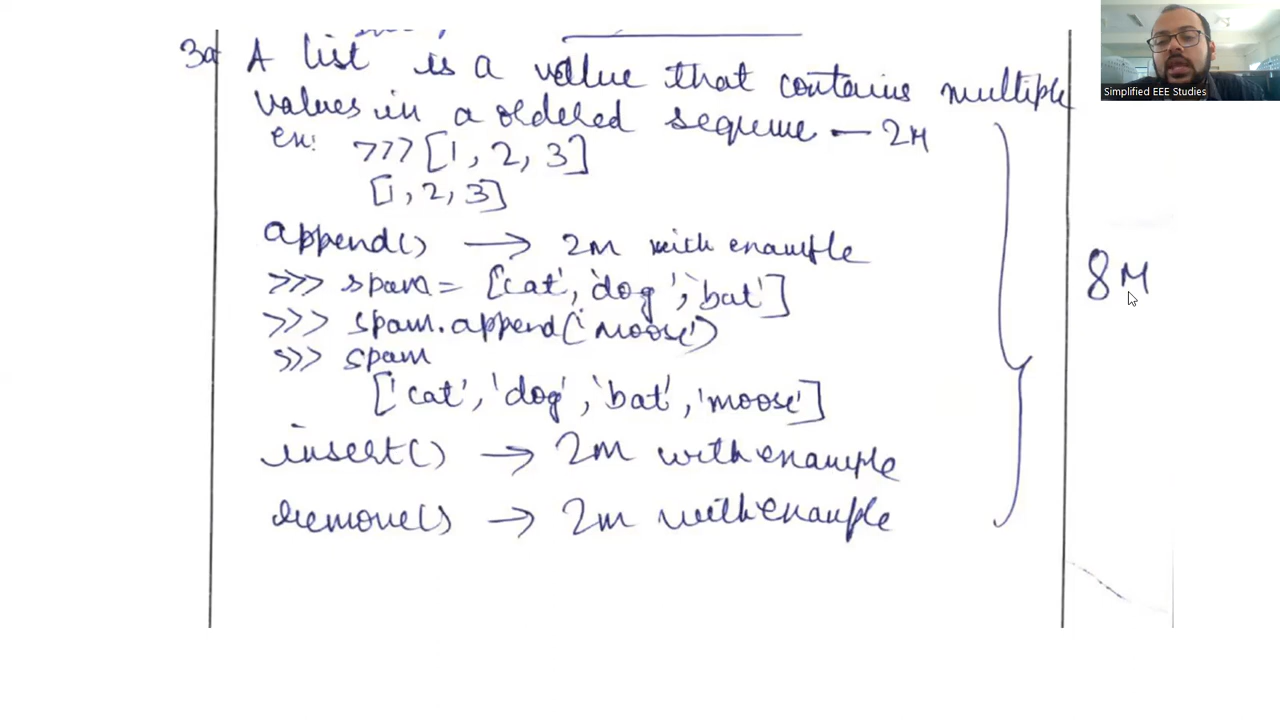 3a A list is a value that contains multiple
values in a ordered sequence — 2M
ex: >>> [1, 2, 3]
[1, 2, 3]
append() → 2M with example
>>> spam = ['cat', 'dog', 'bat']
>>> spam.append('moose')
>>> spam
['cat', 'dog', 'bat', 'moose']
insert() → 2M with example
remove() → 2M with example
8M
Simplified EEE Studies